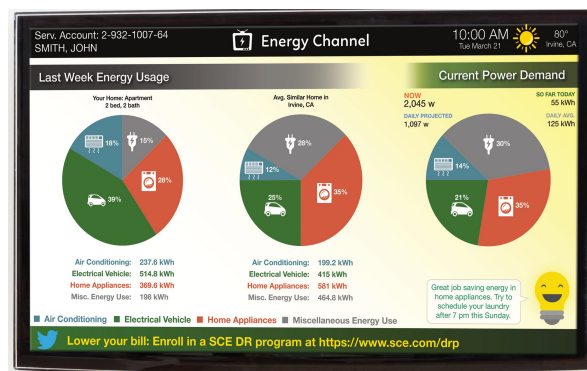 Serv. Account: 2-932-1007-64
SMITH, JOHN
Energy Channel
10:00 AM
Tue March 21
80°
Irvine, CA
Last Week Energy Usage
Current Power Demand
Your Home: Apartment
2 bed, 2 bath
18%
15%
28%
39%
Avg. Similar Home in
Irvine, CA
28%
12%
35%
25%
NOW
2,045 w
SO FAR TODAY
55 kWh
DAILY PROJECTED
1,097 w
DAILY AVG.
125 kWh
30%
14%
21%
35%
Air Conditioning: 237.6 kWh
Electrical Vehicle: 514.8 kWh
Home Appliances: 369.6 kWh
Misc. Energy Use: 198 kWh
Air Conditioning: 199.2 kWh
Electrical Vehicle: 415 kWh
Home Appliances: 581 kWh
Misc. Energy Use: 464.8 kWh
Great job saving energy in
home appliances. Try to
schedule your laundry
after 7 pm this Sunday.
Air Conditioning Electrical Vehicle Home Appliances Miscellaneous Energy Use
Lower your bill: Enroll in a SCE DR program at https://www.sce.com/drp